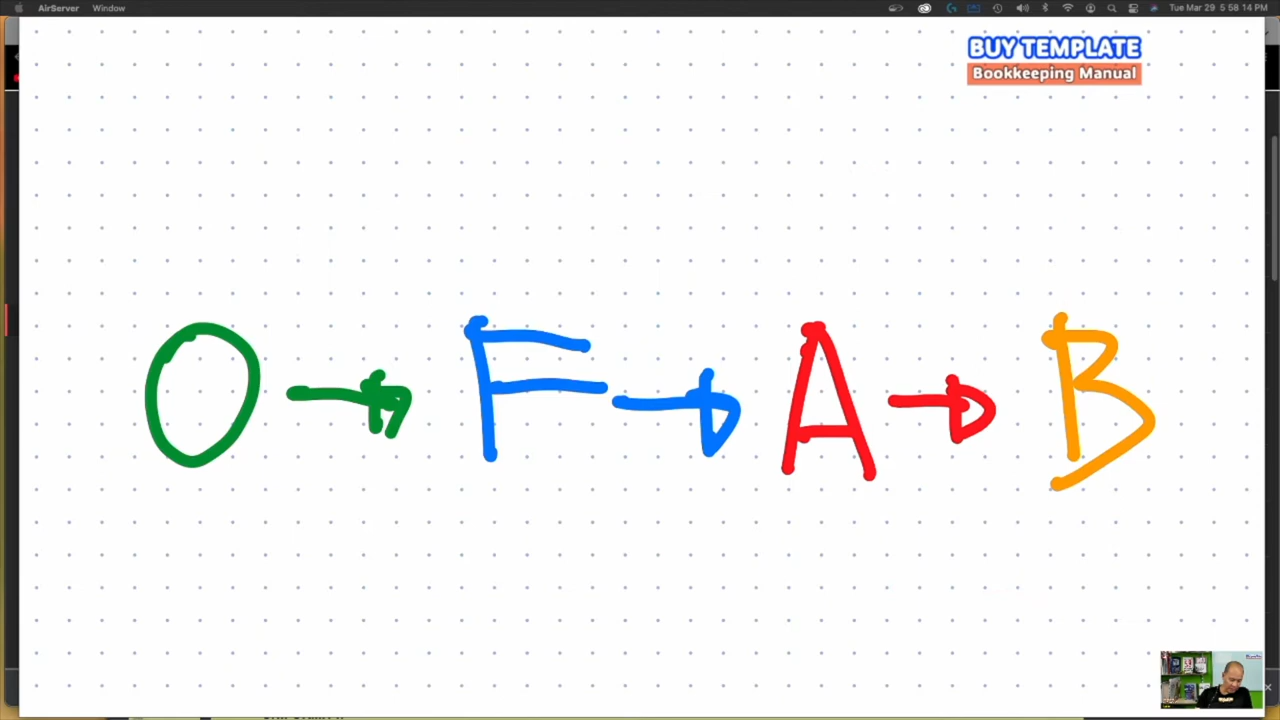 AirServer Window Tue Mar 29 5 58 14 PM
BUY TEMPLATE
Bookkeeping Manual
O → F → A → B